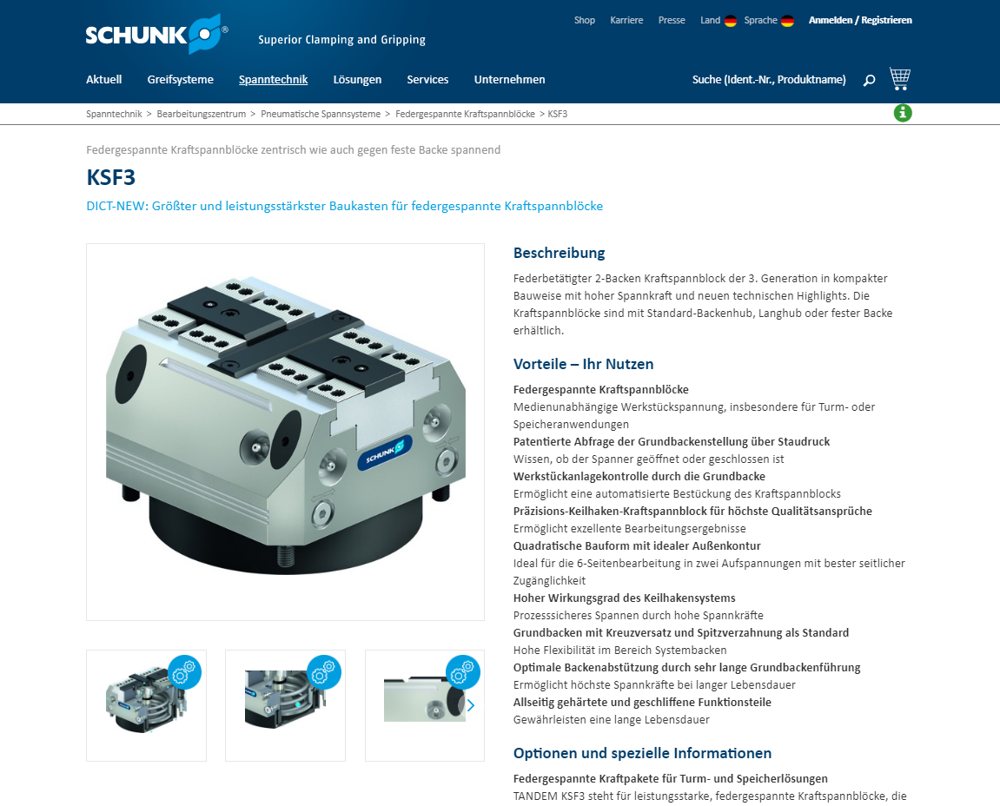 Shop Karriere Presse Land Sprache Anmelden / Registrieren
SCHUNK®
Superior Clamping and Gripping
Aktuell Greifsysteme Spanntechnik Lösungen Services Unternehmen Suche (Ident.-Nr., Produktname)
Spanntechnik > Bearbeitungszentrum > Pneumatische Spannsysteme > Federgespannte Kraftspannblöcke > KSF3
Federgespannte Kraftspannblöcke zentrisch wie auch gegen feste Backe spannend
KSF3
DICT-NEW: Größter und leistungsstärkster Baukasten für federgespannte Kraftspannblöcke
SCHUNK
Beschreibung
Federbetätigter 2-Backen Kraftspannblock der 3. Generation in kompakter
Bauweise mit hoher Spannkraft und neuen technischen Highlights. Die
Kraftspannblöcke sind mit Standard-Backenhub, Langhub oder fester Backe
erhältlich.
Vorteile – Ihr Nutzen
Federgespannte Kraftspannblöcke
Medienunabhängige Werkstückspannung, insbesondere für Turm- oder
Speicheranwendungen
Patentierte Abfrage der Grundbackenstellung über Staudruck
Wissen, ob der Spanner geöffnet oder geschlossen ist
Werkstückanlagekontrolle durch die Grundbacke
Ermöglicht eine automatisierte Bestückung des Kraftspannblocks
Präzisions-Keilhaken-Kraftspannblock für höchste Qualitätsansprüche
Ermöglicht exzellente Bearbeitungsergebnisse
Quadratische Bauform mit idealer Außenkontur
Ideal für die 6-Seitenbearbeitung in zwei Aufspannungen mit bester seitlicher
Zugänglichkeit
Hoher Wirkungsgrad des Keilhakensystems
Prozesssicheres Spannen durch hohe Spannkräfte
Grundbacken mit Kreuzversatz und Spitzverzahnung als Standard
Hohe Flexibilität im Bereich Systembacken
Optimale Backenabstützung durch sehr lange Grundbackenführung
Ermöglicht höchste Spannkräfte bei langer Lebensdauer
Allseitig gehärtete und geschliffene Funktionsteile
Gewährleisten eine lange Lebensdauer
Optionen und spezielle Informationen
Federgespannte Kraftpakete für Turm- und Speicherlösungen
TANDEM KSF3 steht für leistungsstarke, federgespannte Kraftspannblöcke, die